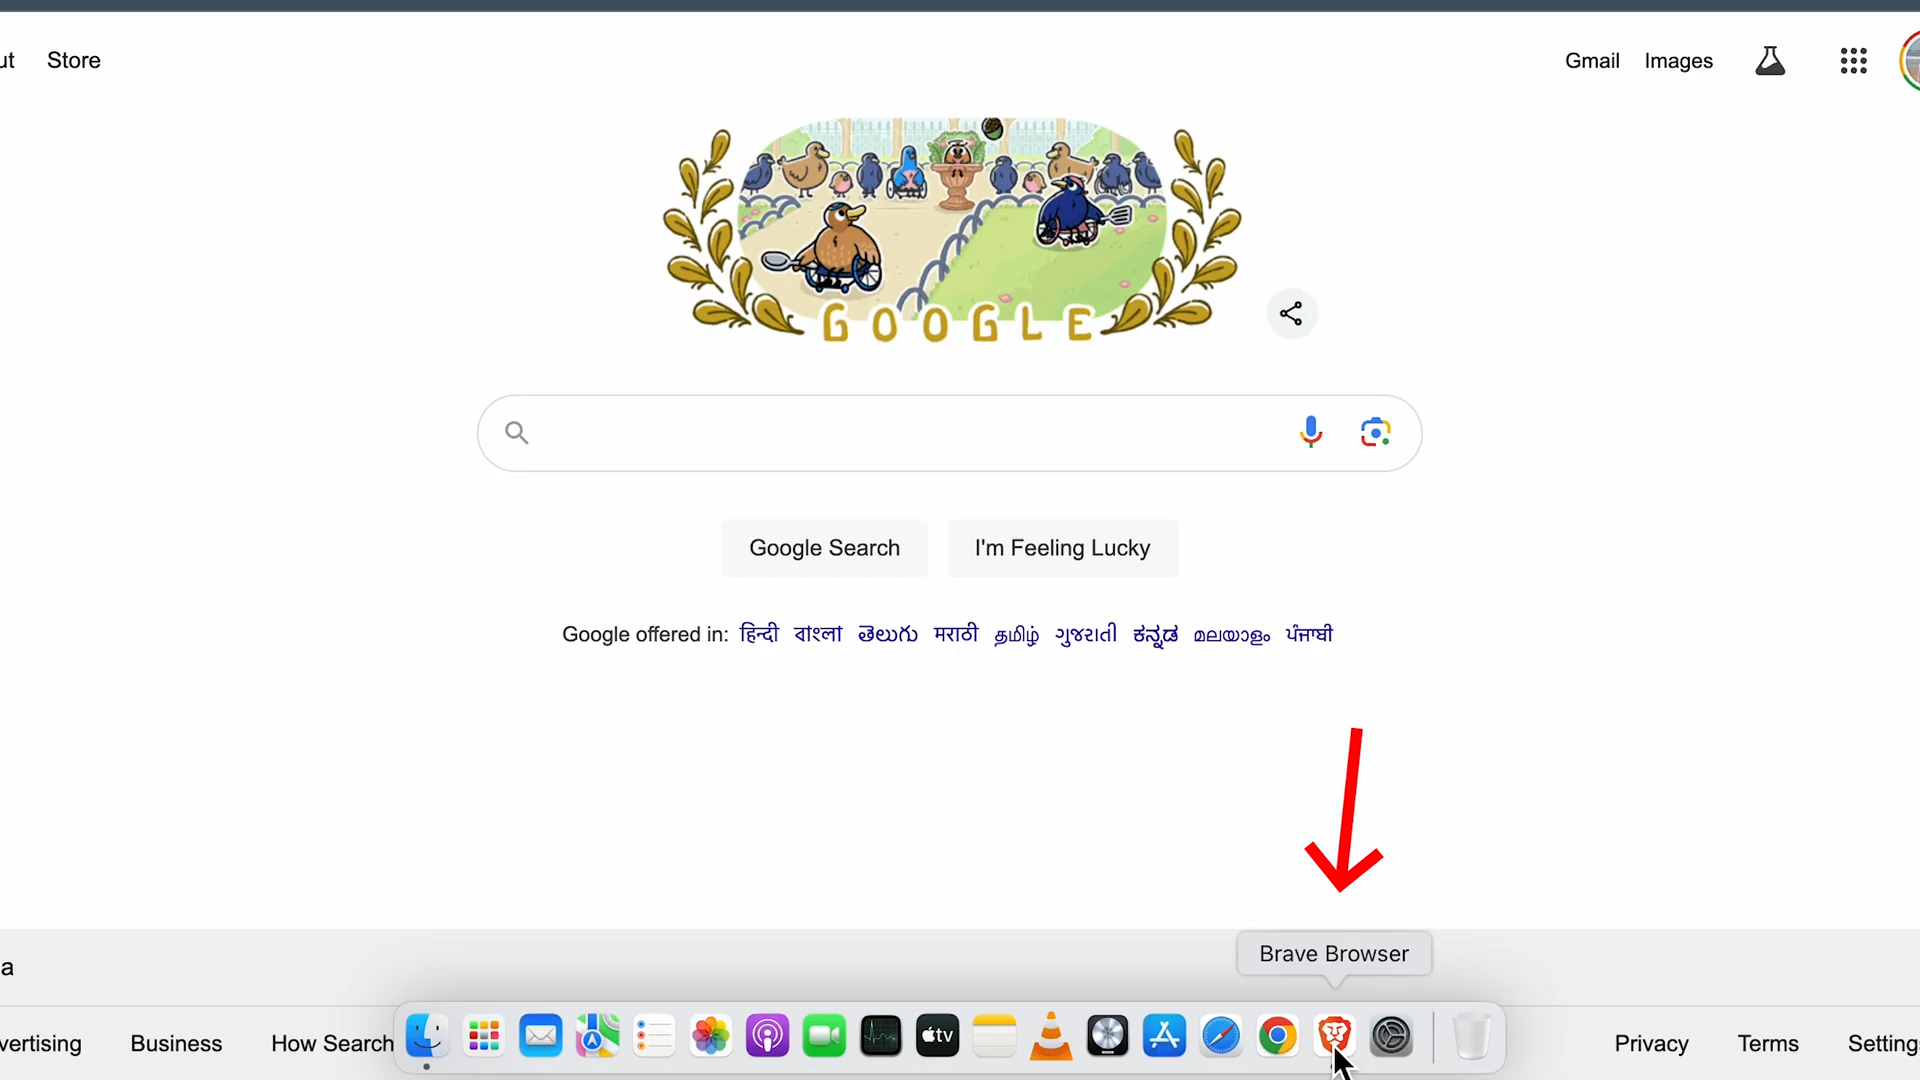 ut Store Gmail Images
GOOGLE
Google Search I'm Feeling Lucky
Google offered in: हिन्दी বাংলা తెలుగు मराठी தமிழ் ગુજરાતી ಕನ್ನಡ മലയാളം ਪੰਜਾਬੀ
Brave Browser
a
vertising Business How Search Privacy Terms Setting
tv